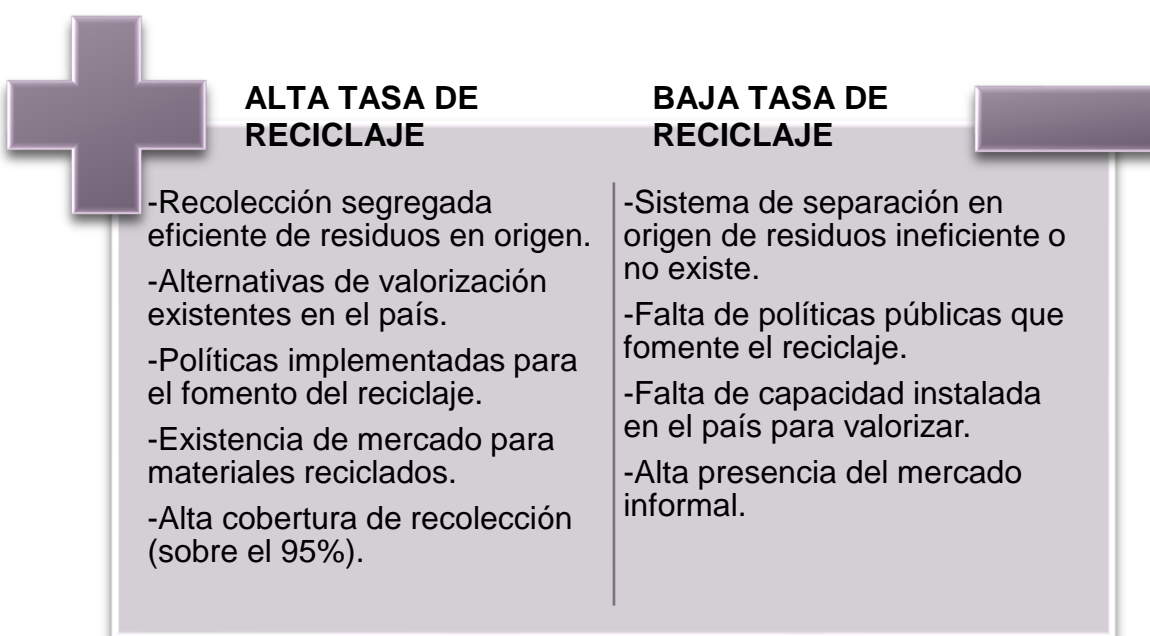 ALTA TASA DE
RECICLAJE
-Recolección segregada
eficiente de residuos en origen.
-Alternativas de valorización
existentes en el país.
-Políticas implementadas para
el fomento del reciclaje.
-Existencia de mercado para
materiales reciclados.
-Alta cobertura de recolección
(sobre el 95%).
BAJA TASA DE
RECICLAJE
-Sistema de separación en
origen de residuos ineficiente o
no existe.
-Falta de políticas públicas que
fomente el reciclaje.
-Falta de capacidad instalada
en el país para valorizar.
-Alta presencia del mercado
informal.